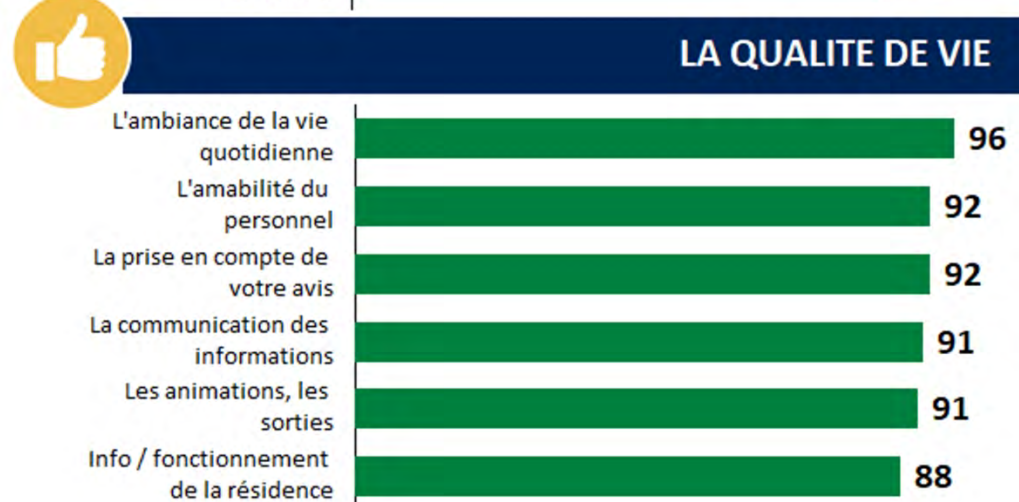 LA QUALITE DE VIE
L'ambiance de la vie
quotidienne
96
L'amabilité du
personnel
92
La prise en compte de
votre avis
92
La communication des
informations
91
Les animations, les
sorties
91
Info / fonctionnement
de la résidence
88